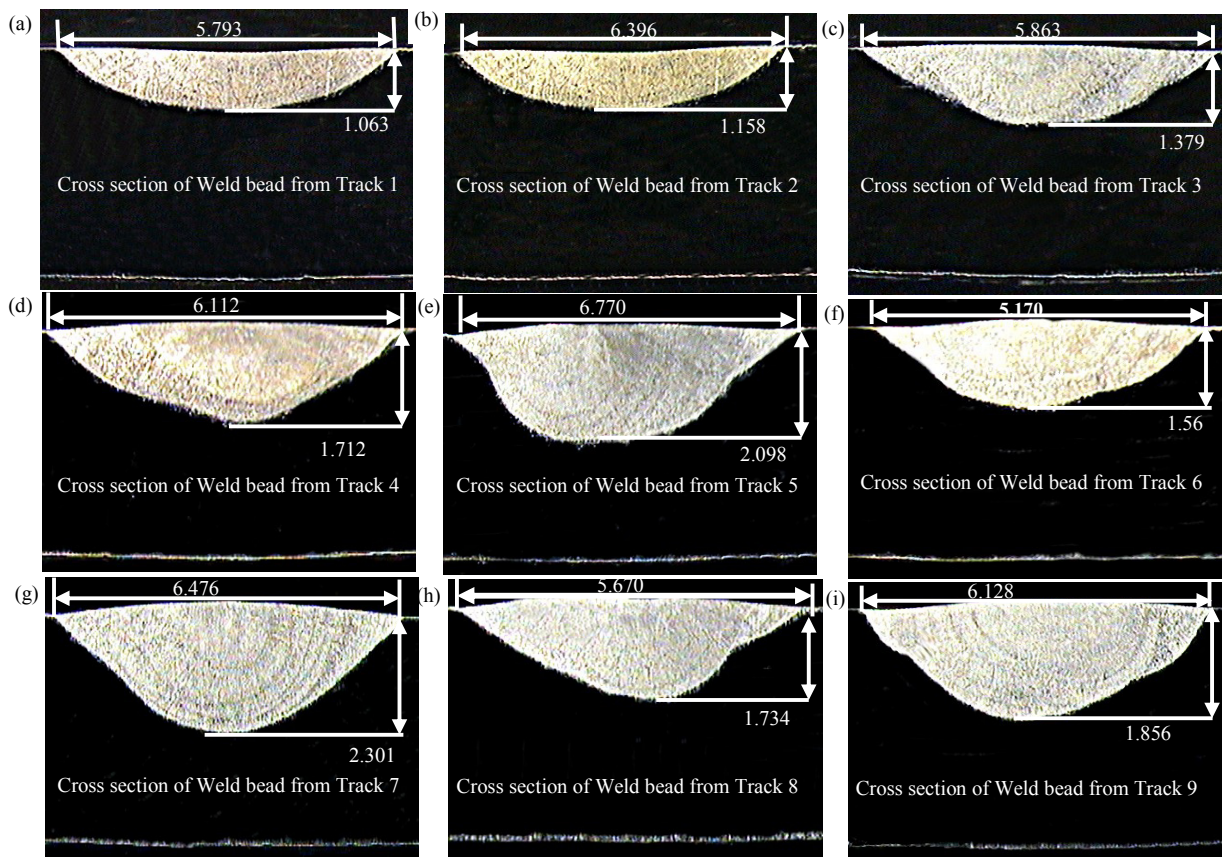 (a)
5.793
1.063
Cross section of Weld bead from Track 1
(b)
6.396
1.158
Cross section of Weld bead from Track 2
(c)
5.863
1.379
Cross section of Weld bead from Track 3
(d)
6.112
1.712
Cross section of Weld bead from Track 4
(e)
6.770
2.098
Cross section of Weld bead from Track 5
(f)
5.170
1.56
Cross section of Weld bead from Track 6
(g)
6.476
2.301
Cross section of Weld bead from Track 7
(h)
5.670
1.734
Cross section of Weld bead from Track 8
(i)
6.128
1.856
Cross section of Weld bead from Track 9